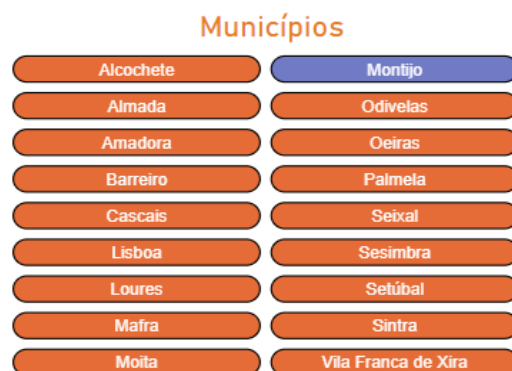 Municípios
Alcochete
Montijo
Almada
Odivelas
Amadora
Oeiras
Barreiro
Palmela
Cascais
Seixal
Lisboa
Sesimbra
Loures
Setúbal
Mafra
Sintra
Moita
Vila Franca de Xira